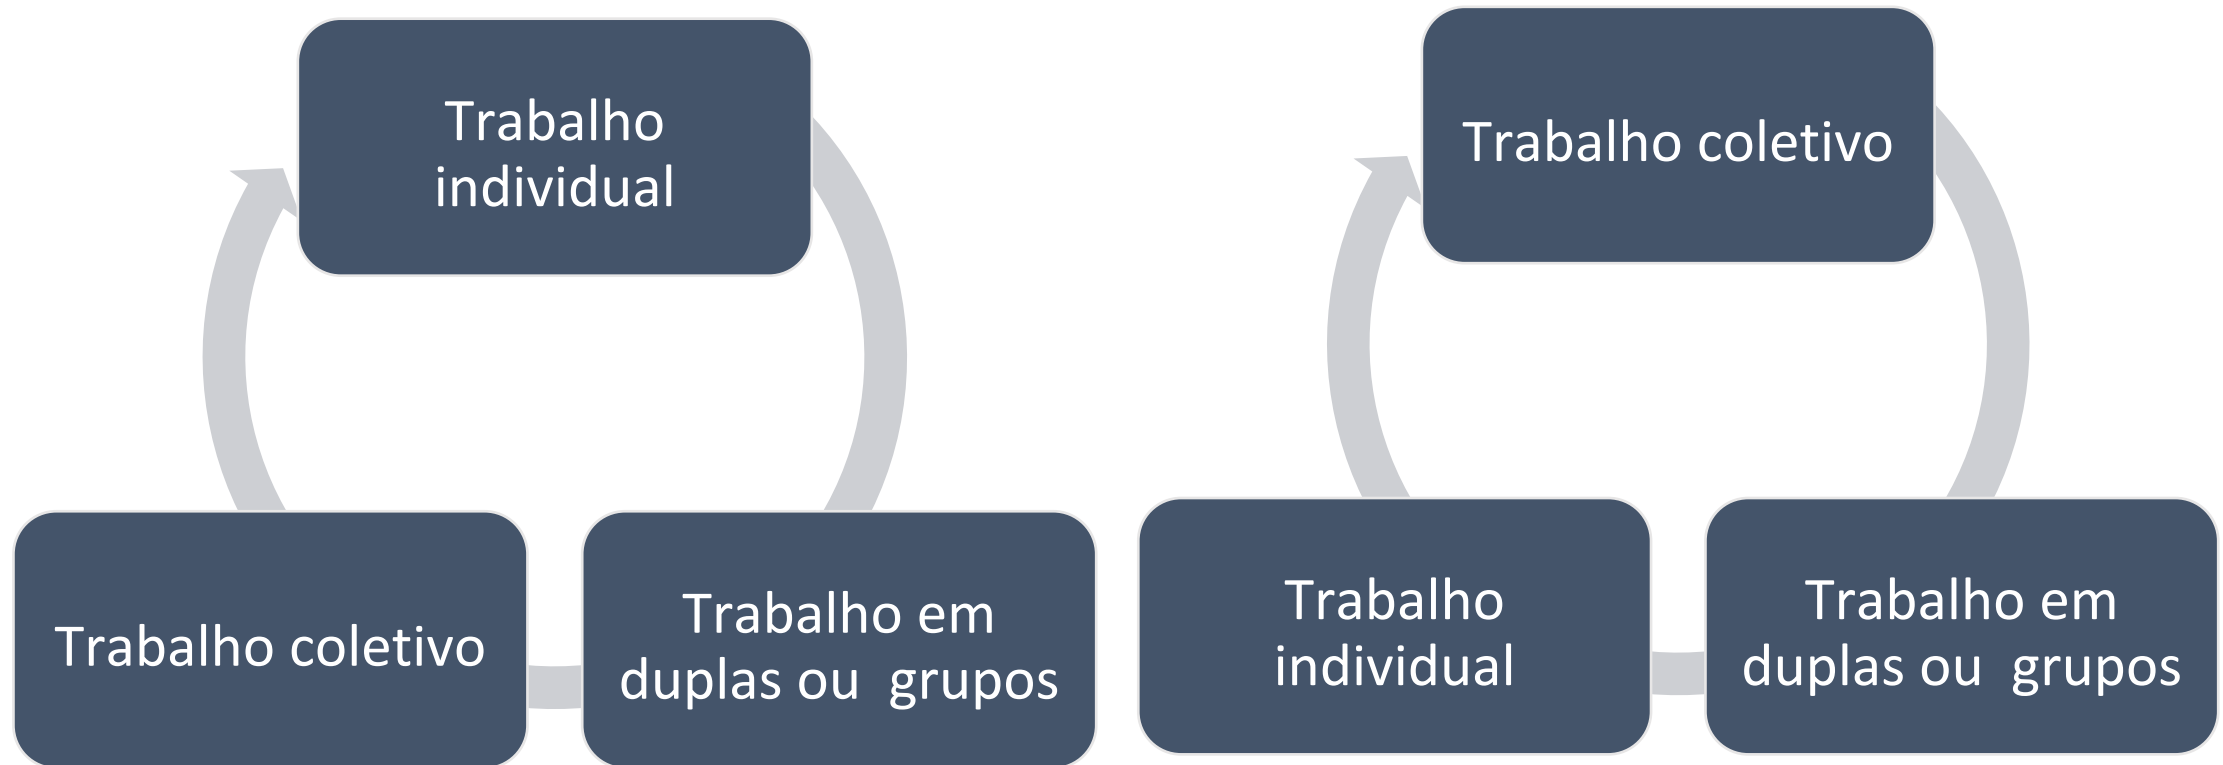 Trabalho
individual
Trabalho coletivo
Trabalho em
duplas ou  grupos
Trabalho coletivo
Trabalho
individual
Trabalho em
duplas ou  grupos